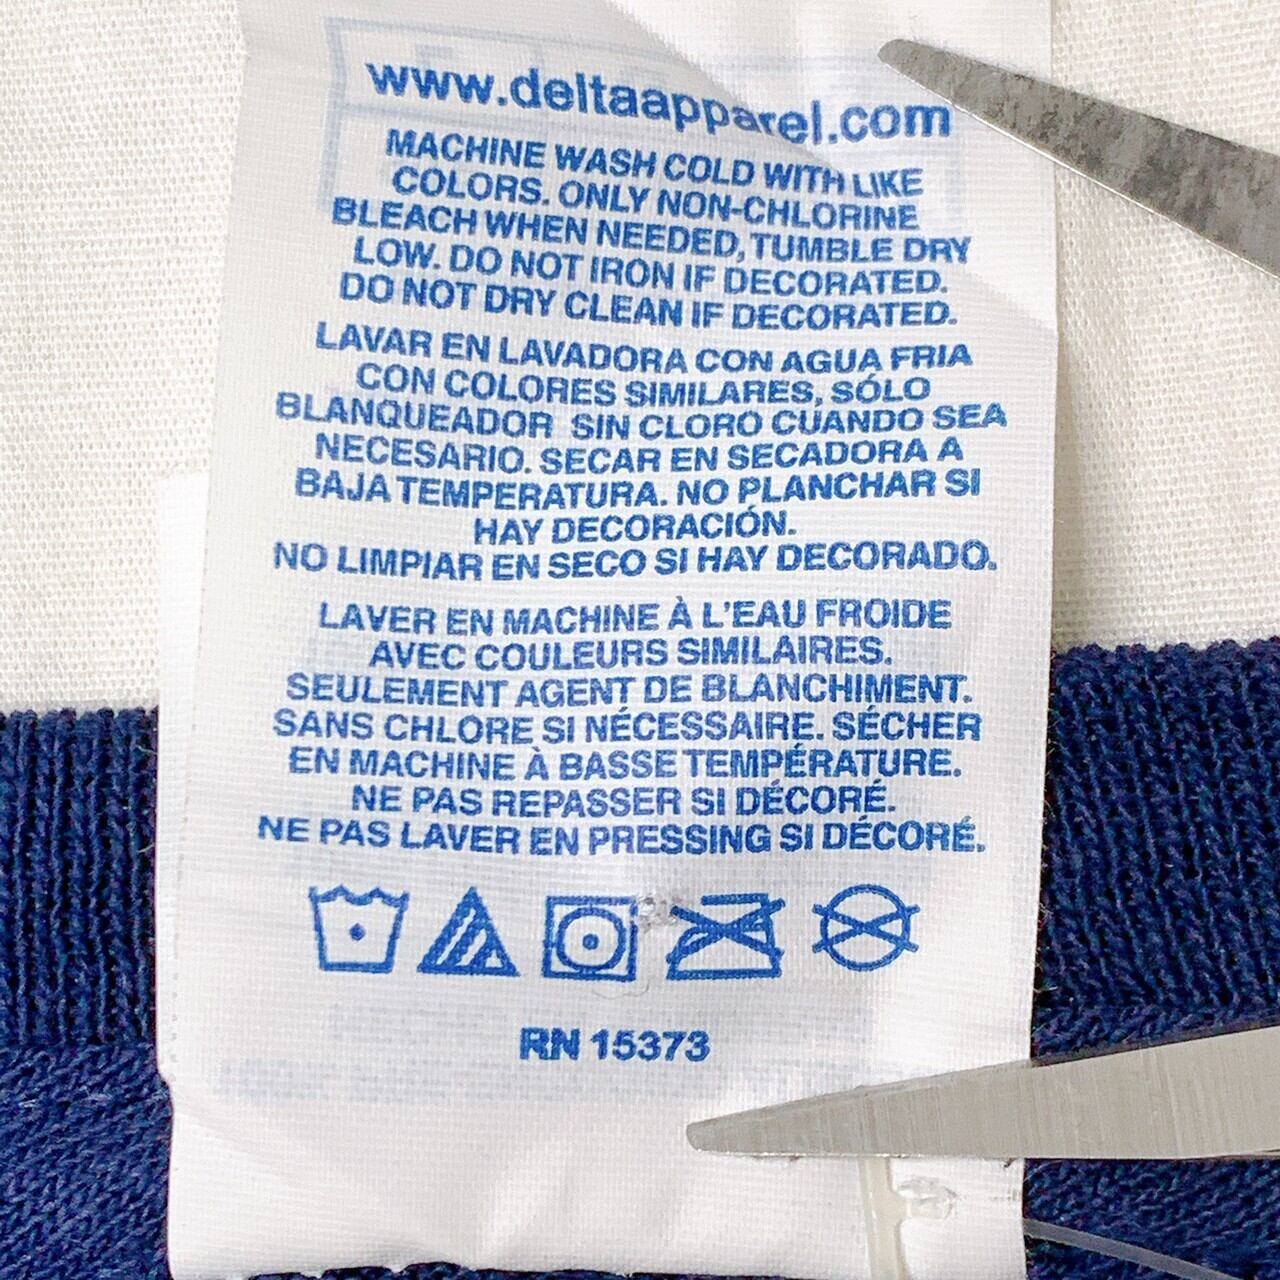 www.deltaapparel.com
MACHINE WASH COLD WITH LIKE
COLORS. ONLY NON-CHLORINE
BLEACH WHEN NEEDED, TUMBLE DRY
LOW. DO NOT IRON IF DECORATED.
DO NOT DRY CLEAN IF DECORATED.
LAVAR EN LAVADORA CON AGUA FRIA
CON COLORES SIMILARES, SÓLO
BLANQUEADOR SIN CLORO CUANDO SEA
NECESARIO. SECAR EN SECADORA A
BAJA TEMPERATURA. NO PLANCHAR SI
HAY DECORACIÓN.
NO LIMPIAR EN SECO SI HAY DECORADO.
LAVER EN MACHINE À L'EAU FROIDE
AVEC COULEURS SIMILAIRES.
SEULEMENT AGENT DE BLANCHIMENT.
SANS CHLORE SI NÉCESSAIRE. SÉCHER
EN MACHINE À BASSE TEMPÉRATURE.
NE PAS REPASSER SI DÉCORÉ.
NE PAS LAVER EN PRESSING SI DÉCORÉ.
RN 15373